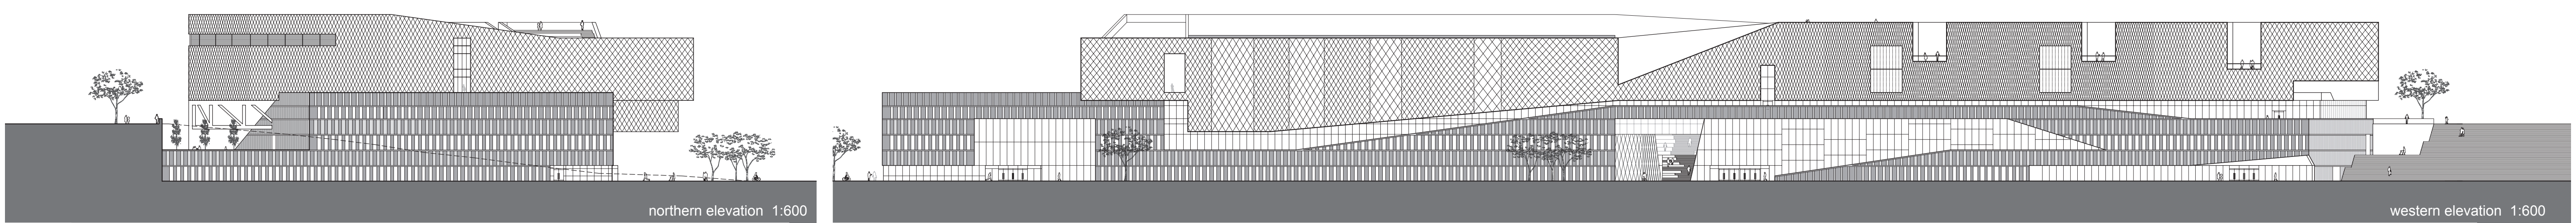 northern elevation  1:600
western elevation  1:600